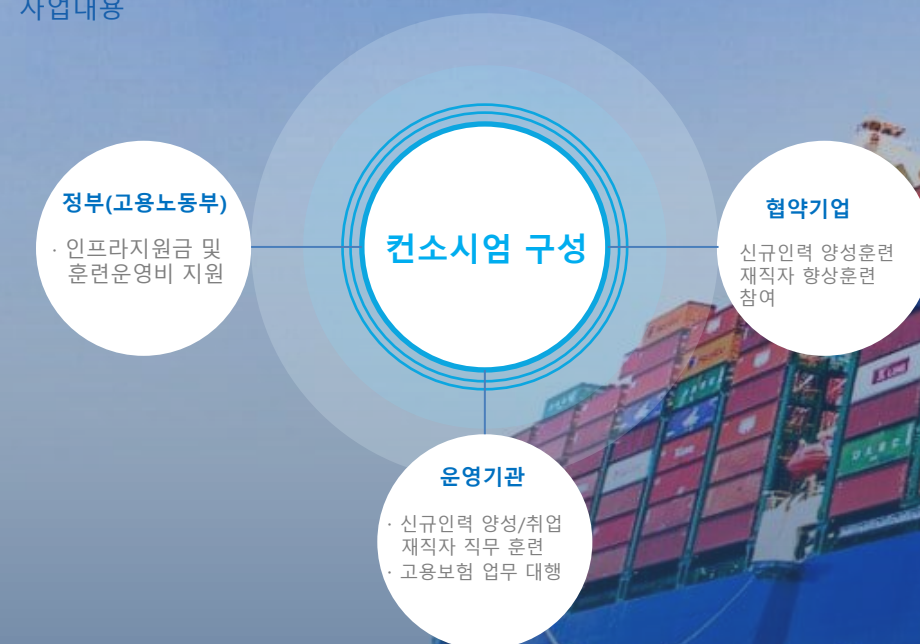 사업내용
정부(고용노동부)
· 인프라지원금 및
훈련운영비 지원
컨소시엄 구성
협약기업
신규인력 양성훈련
재직자 향상훈련
참여
운영기관
· 신규인력 양성/취업
재직자 직무 훈련
· 고용보험 업무 대행